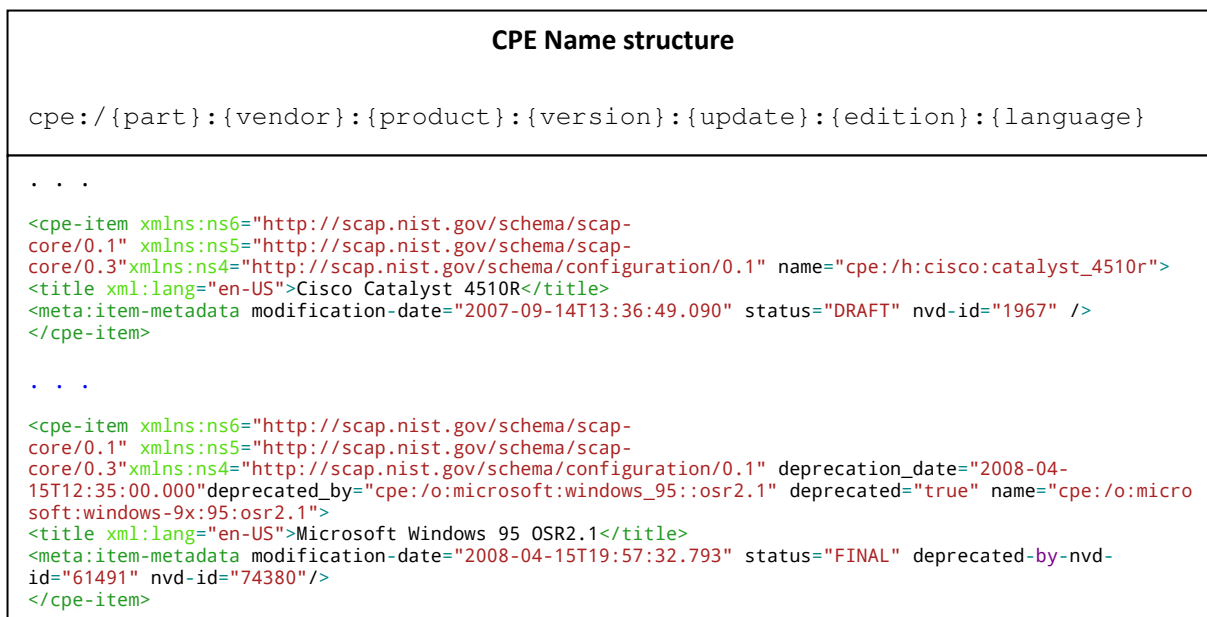 CPE Name structure
cpe:/{part}:{vendor}:{product}:{version}:{update}:{edition}:{language}
. . .
<cpe-item xmlns:ns6="http://scap.nist.gov/schema/scap-
core/0.1" xmlns:ns5="http://scap.nist.gov/schema/scap-
core/0.3"xmlns:ns4="http://scap.nist.gov/schema/configuration/0.1" name="cpe:/h:cisco:catalyst_4510r">
<title xml:lang="en-US">Cisco Catalyst 4510R</title>
<meta:item-metadata modification-date="2007-09-14T13:36:49.090" status="DRAFT" nvd-id="1967" />
</cpe-item>
. . .
<cpe-item xmlns:ns6="http://scap.nist.gov/schema/scap-
core/0.1" xmlns:ns5="http://scap.nist.gov/schema/scap-
core/0.3"xmlns:ns4="http://scap.nist.gov/schema/configuration/0.1" deprecation_date="2008-04-
15T12:35:00.000"deprecated_by="cpe:/o:microsoft:windows_95::osr2.1" deprecated="true" name="cpe:/o:micro
soft:windows-9x:95:osr2.1">
<title xml:lang="en-US">Microsoft Windows 95 OSR2.1</title>
<meta:item-metadata modification-date="2008-04-15T19:57:32.793" status="FINAL" deprecated-by-nvd-
id="61491" nvd-id="74380"/>
</cpe-item>